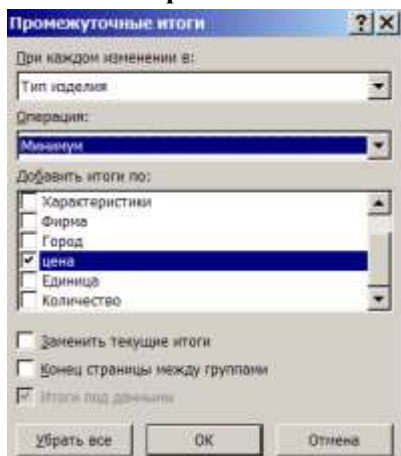 Промежуточные итоги
При каждом изменении в:
Тип изделия
Операция:
Минимум
Добавить итоги по:
Характеристики
Фирма
Город
цена
Единица
Количество
Заменить текущие итоги
Конец страницы между группами
Итоги под данными
Убрать все
ОК
Отмена